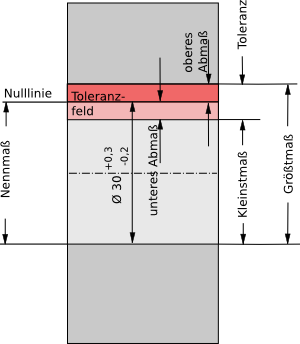 oberes
Abmaß
Toleranz
Nulllinie
Toleranz-
feld
Nennmaß
Ø 30 +0,3
-0,2
unteres Abmaß
Kleinstmaß
Größtmaß